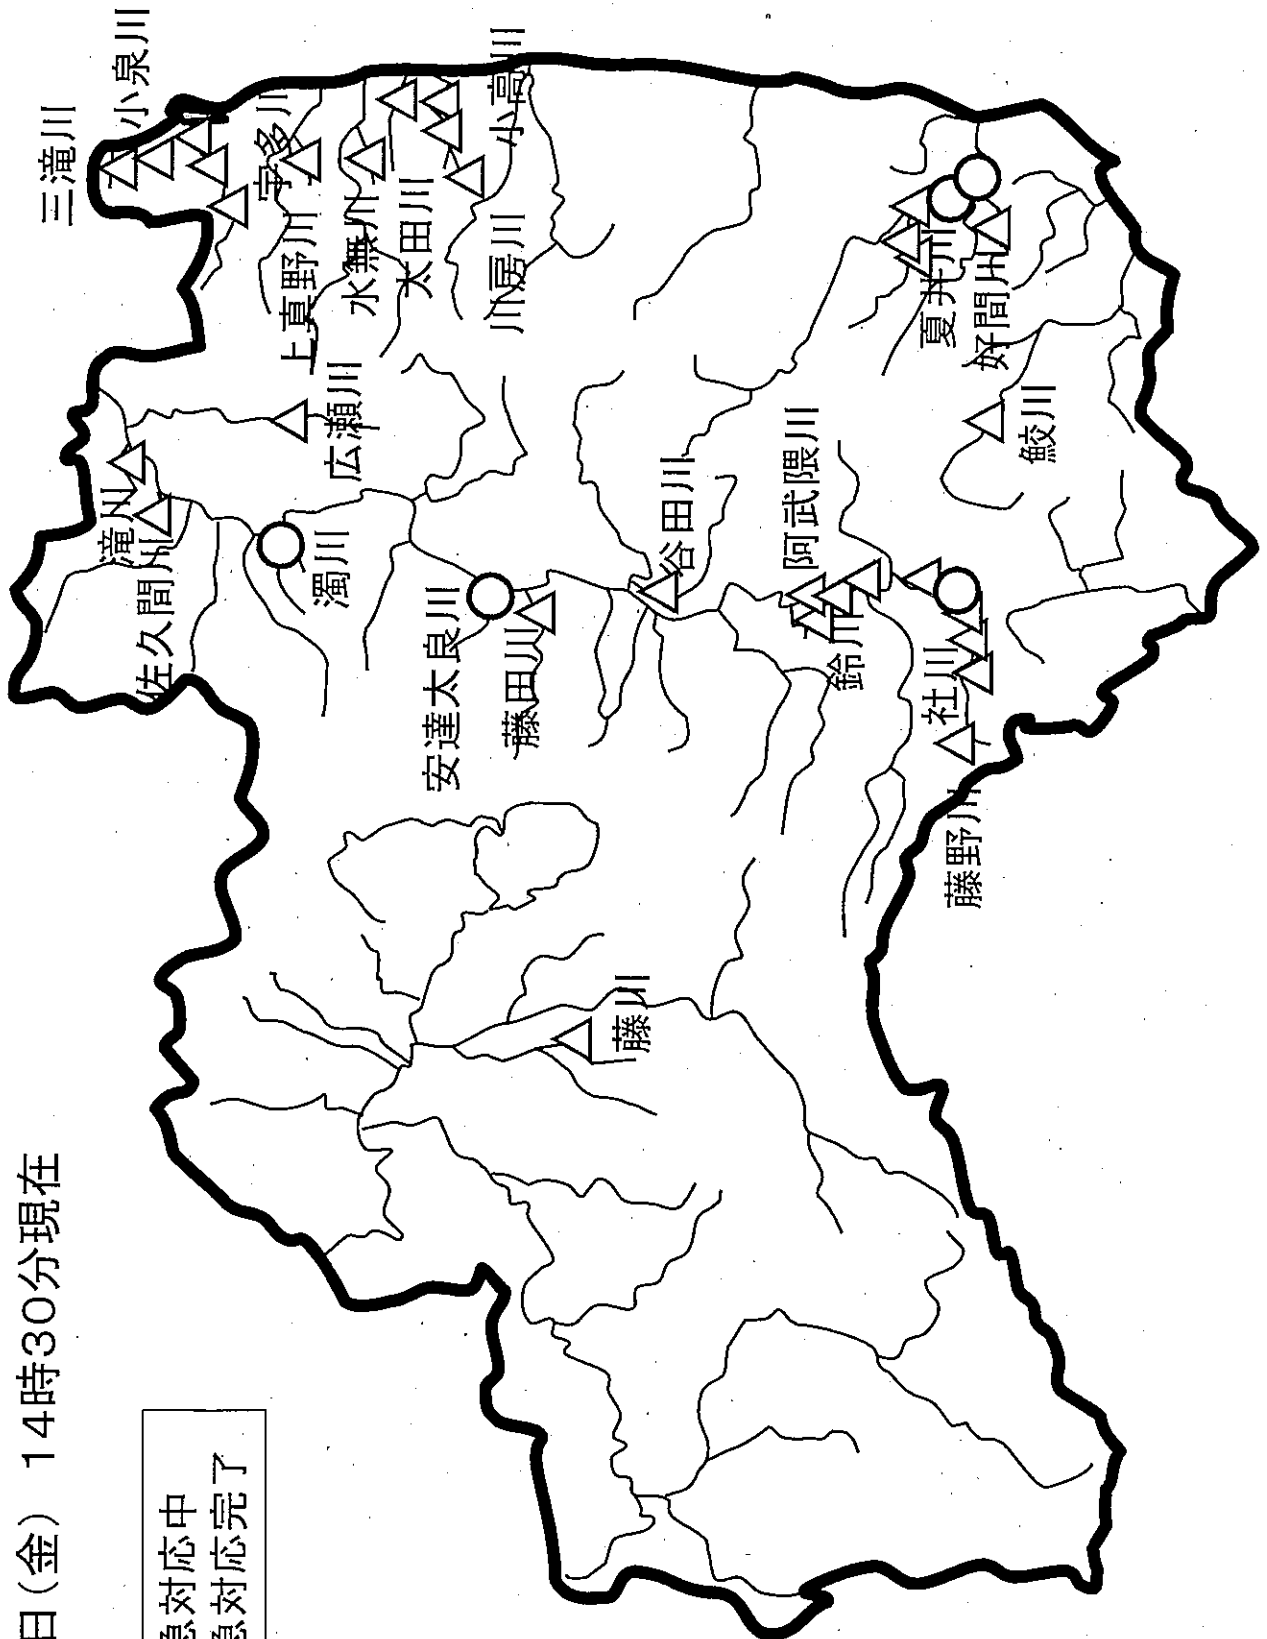 日（金） 14時30分現在
急対応中
急対応完了
三滝川
小泉川
宇多川
上真野川
水無川
太田川
小高川
川房川
広瀬川
滝川
佐久間川
濁川
安達太良川
藤田川
谷田川
阿武隈川
鈴川
社川
藤野川
夏井川
好間川
鮫川
藤川